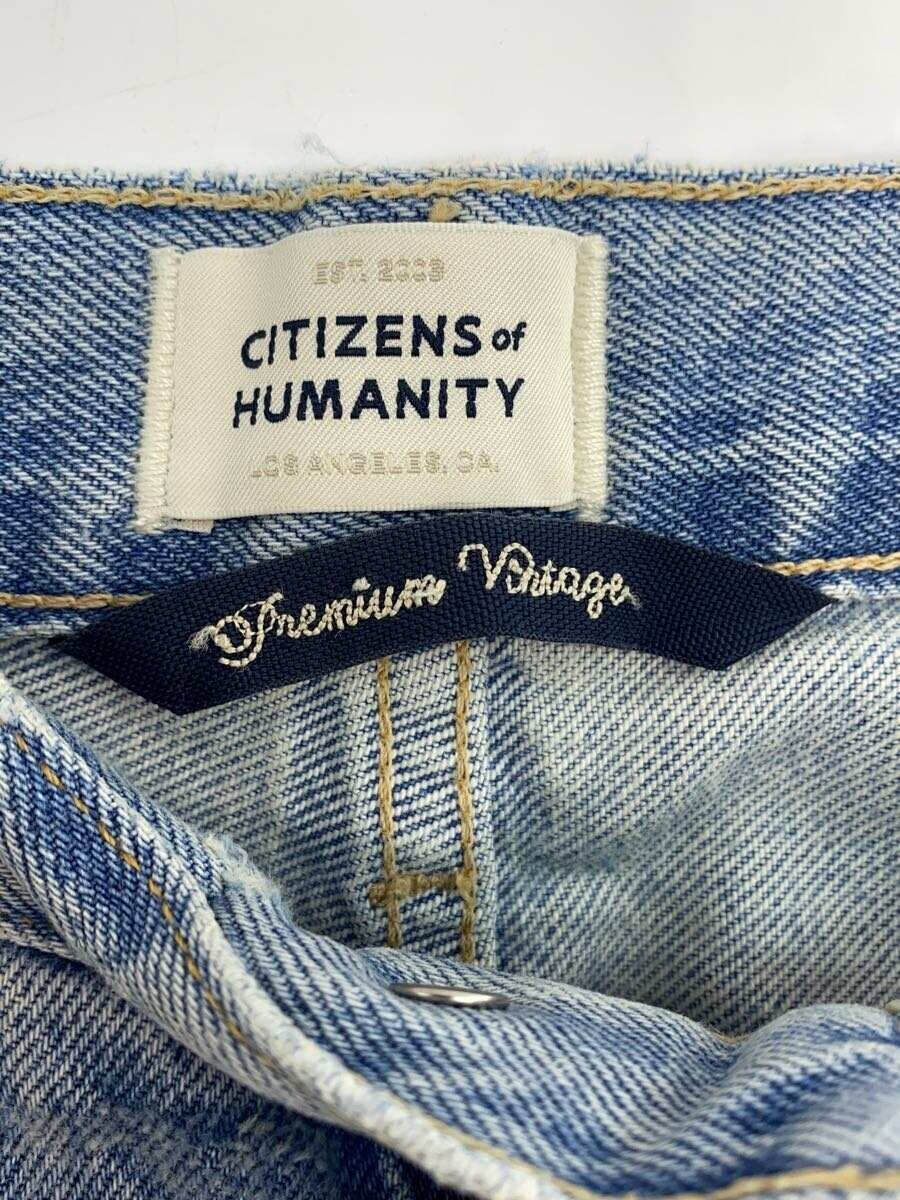 EST. 2003
CITIZENS of
HUMANITY
LOS ANGELES, CA.
Premium Vintage